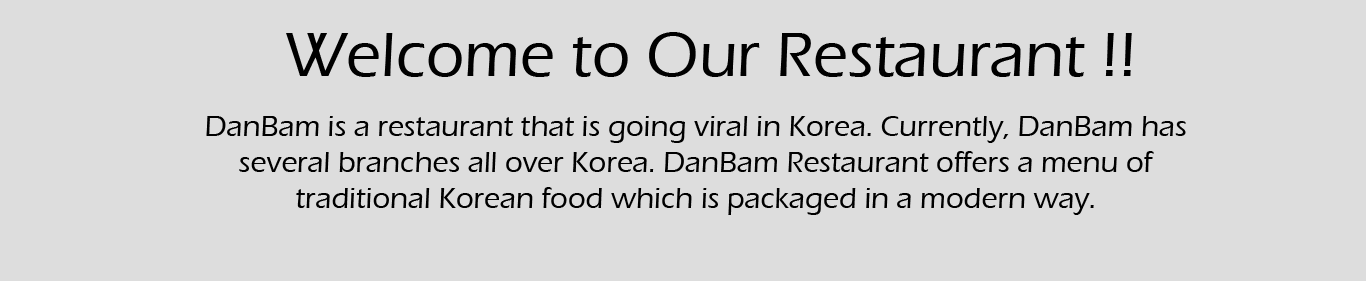 Welcome to Our Restaurant !!
DanBam is a restaurant that is going viral in Korea. Currently, DanBam has
several branches all over Korea. DanBam Restaurant offers a menu of
traditional Korean food which is packaged in a modern way.